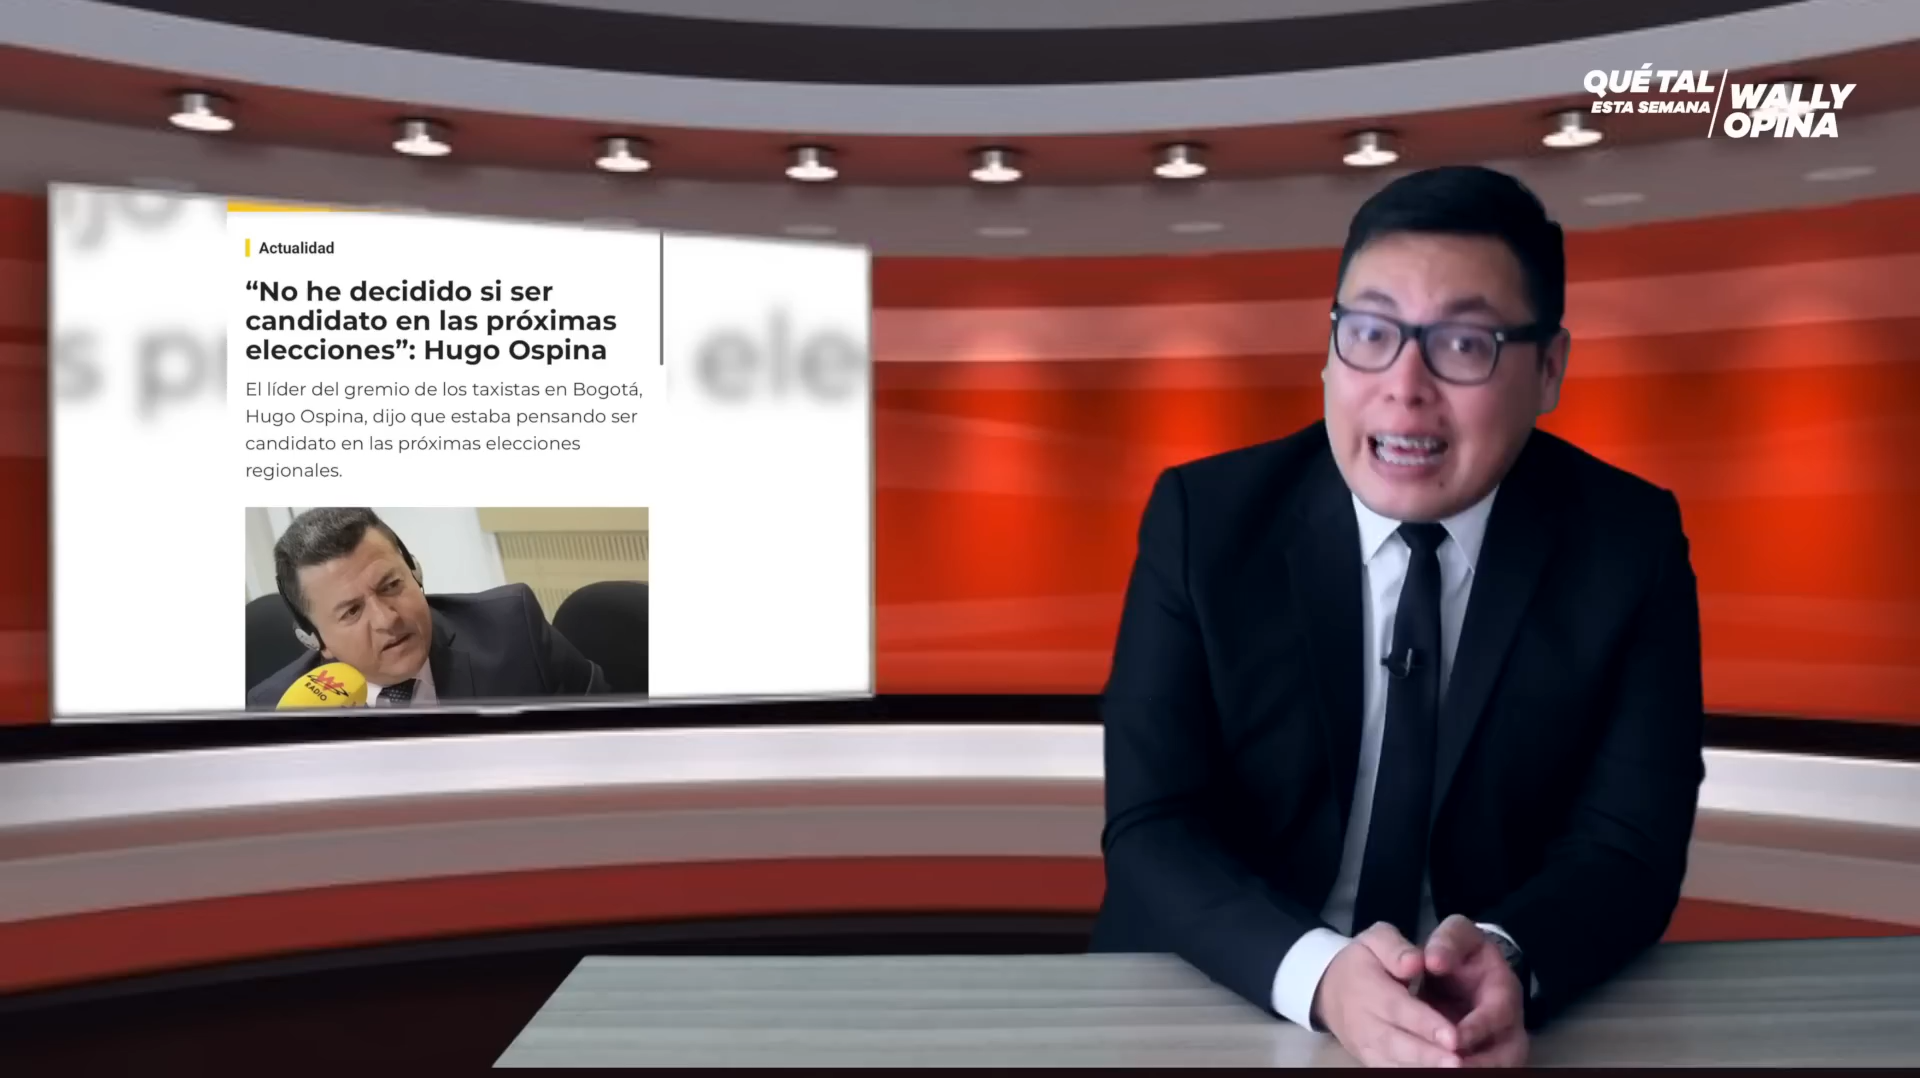 QUÉ TAL
ESTA SEMANA
WALLY
OPINA
Actualidad
“No he decidido si ser
candidato en las próximas
elecciones”: Hugo Ospina
El líder del gremio de los taxistas en Bogotá,
Hugo Ospina, dijo que estaba pensando ser
candidato en las próximas elecciones
regionales.
W
RADIO